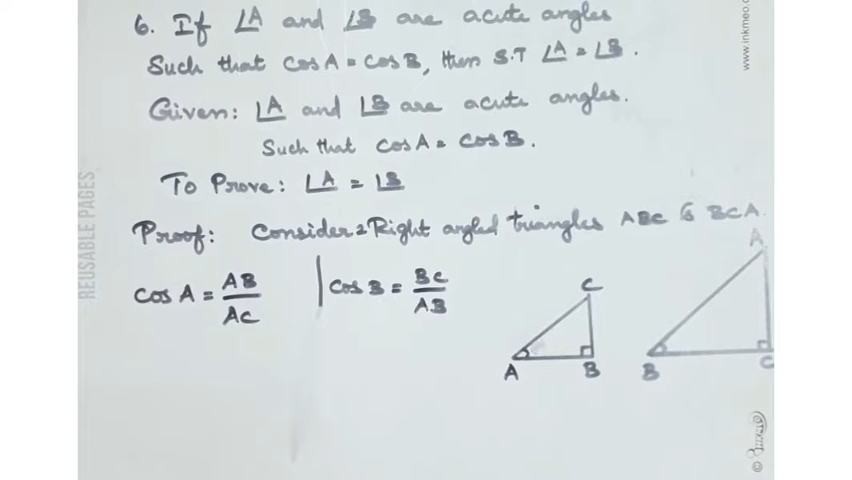 6. If ∠A and ∠B are acute angles
Such that cos A = cos B, then S.T ∠A = ∠B.
Given: ∠A and ∠B are acute angles.
Such that cos A = cos B.
To Prove: ∠A = ∠B
Proof: Consider 2 Right angled triangles ABC & BCA.
cos A = AB/AC | cos B = BC/AB
C
A B
A
B C
REUSABLE PAGES
www.inkmeo.c
© inkmeo